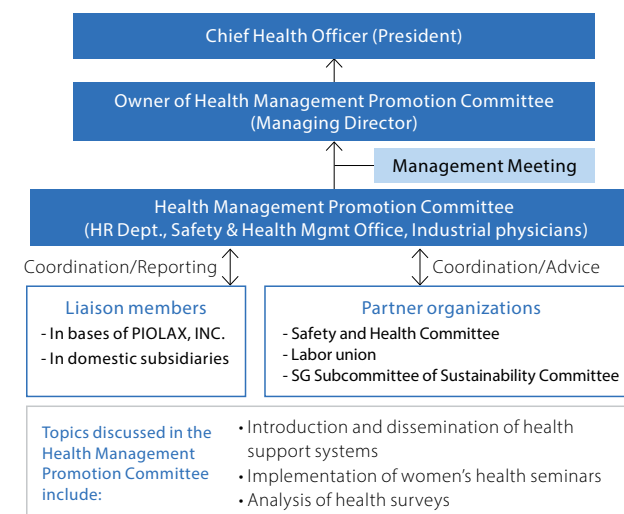 Chief Health Officer (President)
Owner of Health Management Promotion Committee
(Managing Director)
Management Meeting
Health Management Promotion Committee
(HR Dept., Safety & Health Mgmt Office, Industrial physicians)
Coordination/Reporting
Coordination/Advice
Liaison members
- In bases of PIOLAX, INC.
- In domestic subsidiaries
Partner organizations
- Safety and Health Committee
- Labor union
- SG Subcommittee of Sustainability Committee
Topics discussed in the
Health Management
Promotion Committee
include:
• Introduction and dissemination of health
support systems
• Implementation of women’s health seminars
• Analysis of health surveys